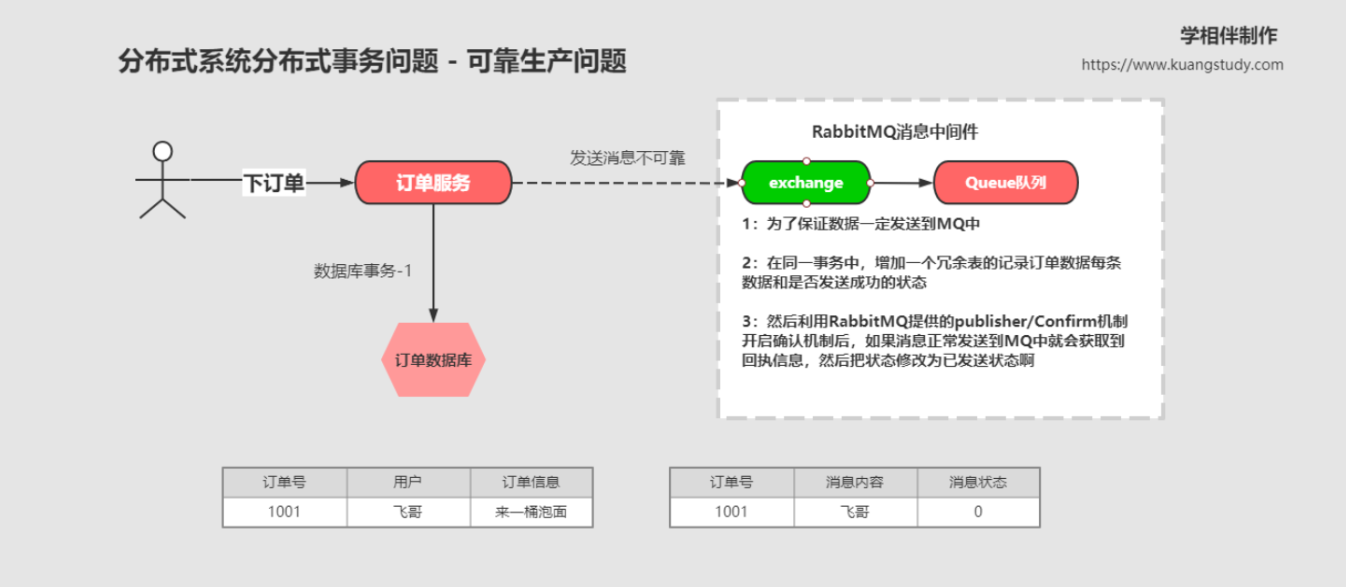 学相伴制作
https://www.kuangstudy.com
分布式系统分布式事务问题 - 可靠生产问题
RabbitMQ消息中间件
发送消息不可靠
下订单
订单服务
exchange
Queue队列
1：为了保证数据一定发送到MQ中
2：在同一事务中，增加一个冗余表的记录订单数据每条
数据和是否发送成功的状态
3：然后利用RabbitMQ提供的publisher/Confirm机制
开启确认机制后，如果消息正常发送到MQ中就会获取到
回执信息，然后把状态修改为已发送状态啊
数据库事务-1
订单数据库
订单号 用户 订单信息
1001 飞哥 来一桶泡面
订单号 消息内容 消息状态
1001 飞哥 0